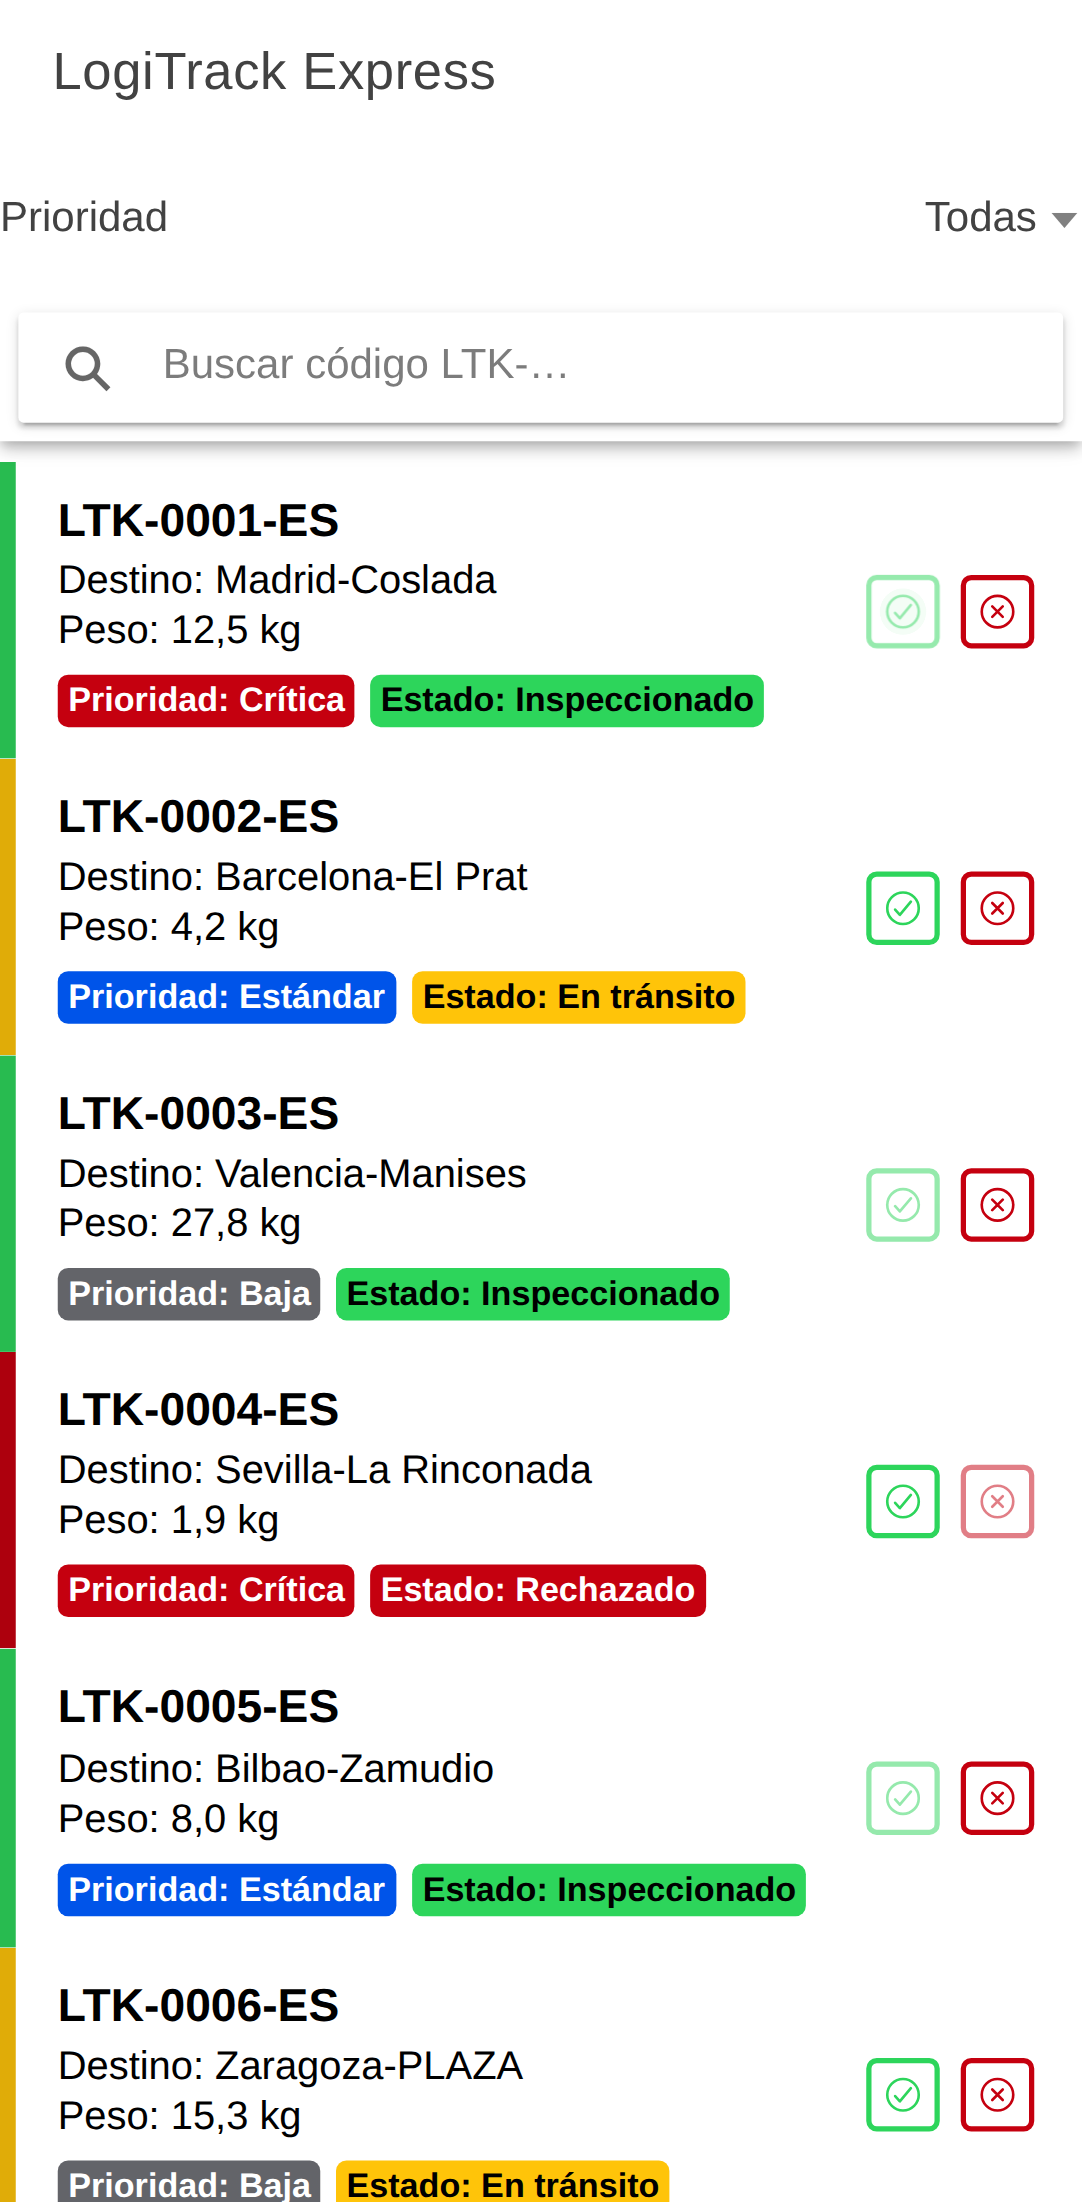 LogiTrack Express
Prioridad
Todas
Buscar código LTK-…
LTK-0001-ES
Destino: Madrid-Coslada
Peso: 12,5 kg
Prioridad: Crítica Estado: Inspeccionado
LTK-0002-ES
Destino: Barcelona-El Prat
Peso: 4,2 kg
Prioridad: Estándar Estado: En tránsito
LTK-0003-ES
Destino: Valencia-Manises
Peso: 27,8 kg
Prioridad: Baja Estado: Inspeccionado
LTK-0004-ES
Destino: Sevilla-La Rinconada
Peso: 1,9 kg
Prioridad: Crítica Estado: Rechazado
LTK-0005-ES
Destino: Bilbao-Zamudio
Peso: 8,0 kg
Prioridad: Estándar Estado: Inspeccionado
LTK-0006-ES
Destino: Zaragoza-PLAZA
Peso: 15,3 kg
Prioridad: Baja Estado: En tránsito